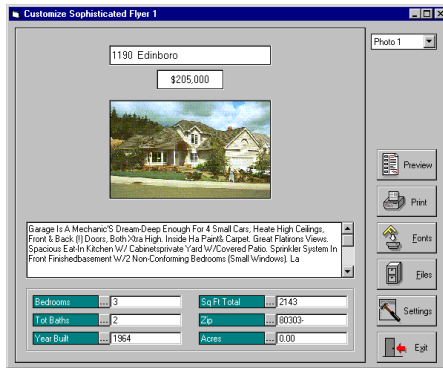 Customize Sophisticated Flyer 1
Photo 1
1190 Edinboro
$205,000
Garage Is A Mechanic'S Dream-Deep Enough For 4 Small Cars, Heate High Ceilings,
Front & Back (!) Doors, Both Xtra High. Inside Ha Paint& Carpet. Great Flatirons Views.
Spacious Eat-In Kitchen W/ Cabinetsprivate Yard W/Covered Patio. Sprinkler System In
Front Finishedbasement W/2 Non-Conforming Bedrooms (Small Windows). La
Preview
Print
Fonts
Files
Settings
Exit
Bedrooms ... 3
Sq Ft Total ... 2143
Tot Baths ... 2
Zip ... 80303-
Year Built ... 1964
Acres ... 0.00